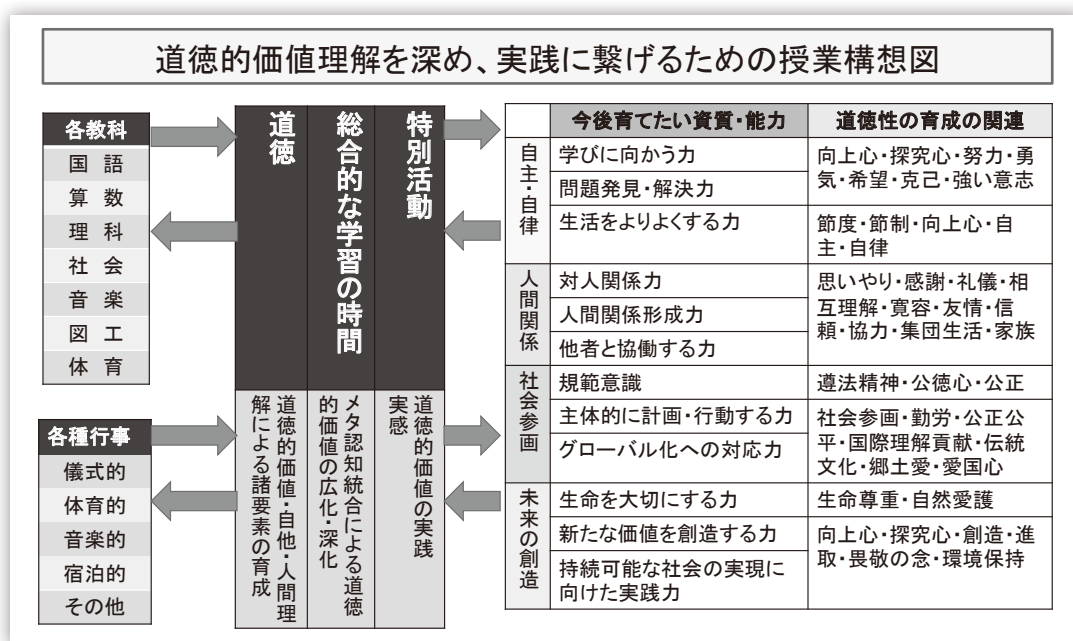 道徳的価値理解を深め、実践に繋げるための授業構想図
各教科
国 語
算 数
理 科
社 会
音 楽
図 工
体 育
各種行事
儀式的
体育的
音楽的
宿泊的
その他
道徳
総合的な学習の時間
特別活動
道徳的価値・自他・人間理
解による諸要素の育成
メタ認知統合による道徳
的価値の広化・深化
道徳的価値の実践
実感
今後育てたい資質・能力
道徳性の育成の関連
自主・自律
学びに向かう力
問題発見・解決力
生活をよりよくする力
向上心・探究心・努力・勇
気・希望・克己・強い意志
節度・節制・向上心・自
主・自律
人間関係
対人関係力
人間関係形成力
他者と協働する力
思いやり・感謝・礼儀・相
互理解・寛容・友情・信
頼・協力・集団生活・家族
社会参画
規範意識
主体的に計画・行動する力
グローバル化への対応力
遵法精神・公徳心・公正
社会参画・勤労・公正公
平・国際理解貢献・伝統
文化・郷土愛・愛国心
未来の創造
生命を大切にする力
新たな価値を創造する力
持続可能な社会の実現に
向けた実践力
生命尊重・自然愛護
向上心・探究心・創造・進
取・畏敬の念・環境保持